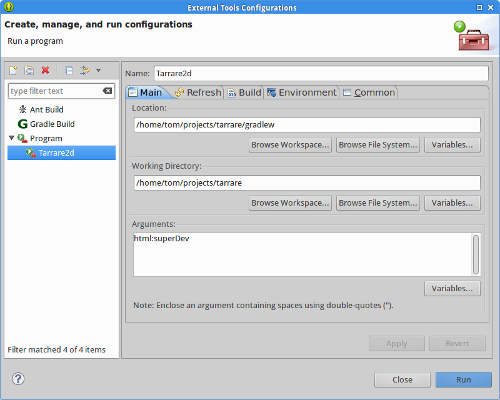 External Tools Configurations
Create, manage, and run configurations
Run a program
type filter text
Ant Build
Gradle Build
Program
Tarrare2d
Filter matched 4 of 4 items
Name: Tarrare2d
Main Refresh Build Environment Common
Location:
/home/tom/projects/tarrare/gradlew
Browse Workspace... Browse File System... Variables...
Working Directory:
/home/tom/projects/tarrare
Browse Workspace... Browse File System... Variables...
Arguments:
html:superDev
Variables...
Note: Enclose an argument containing spaces using double-quotes (").
Apply Revert
Close Run